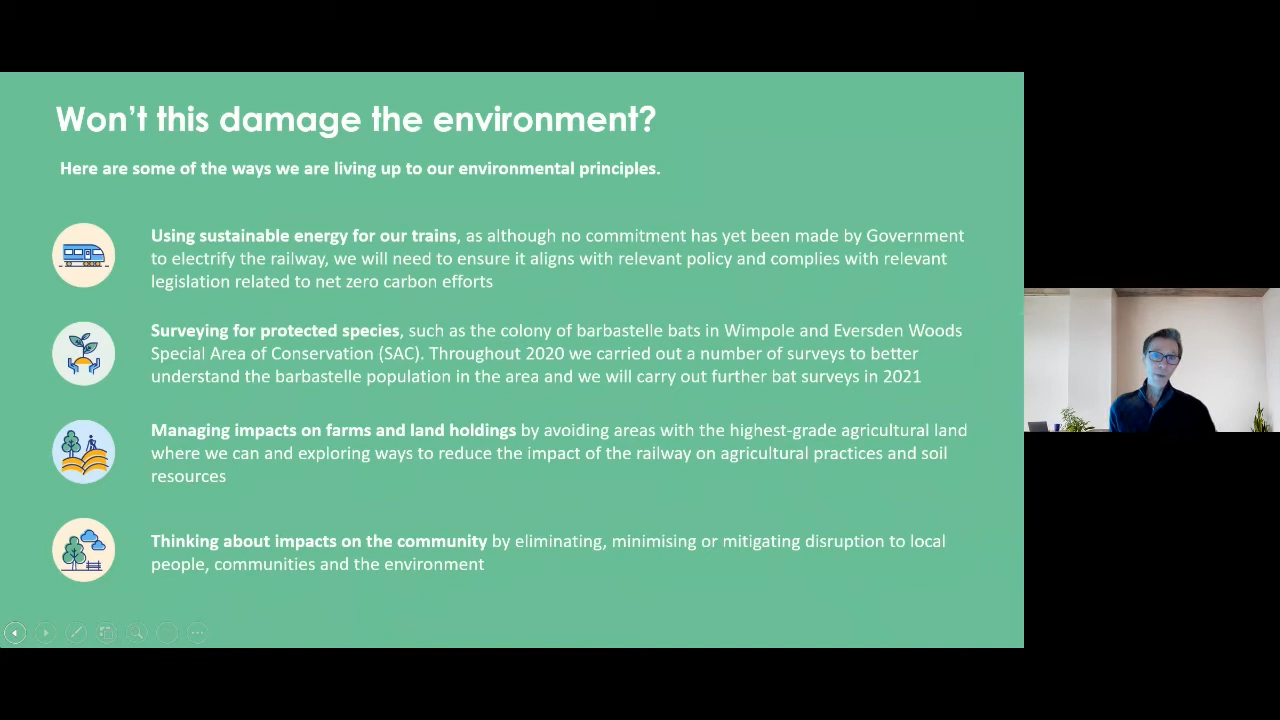 Won't this damage the environment?
Here are some of the ways we are living up to our environmental principles.
Using sustainable energy for our trains, as although no commitment has yet been made by Government
to electrify the railway, we will need to ensure it aligns with relevant policy and complies with relevant
legislation related to net zero carbon efforts
Surveying for protected species, such as the colony of barbastelle bats in Wimpole and Eversden Woods
Special Area of Conservation (SAC). Throughout 2020 we carried out a number of surveys to better
understand the barbastelle population in the area and we will carry out further bat surveys in 2021
Managing impacts on farms and land holdings by avoiding areas with the highest-grade agricultural land
where we can and exploring ways to reduce the impact of the railway on agricultural practices and soil
resources
Thinking about impacts on the community by eliminating, minimising or mitigating disruption to local
people, communities and the environment